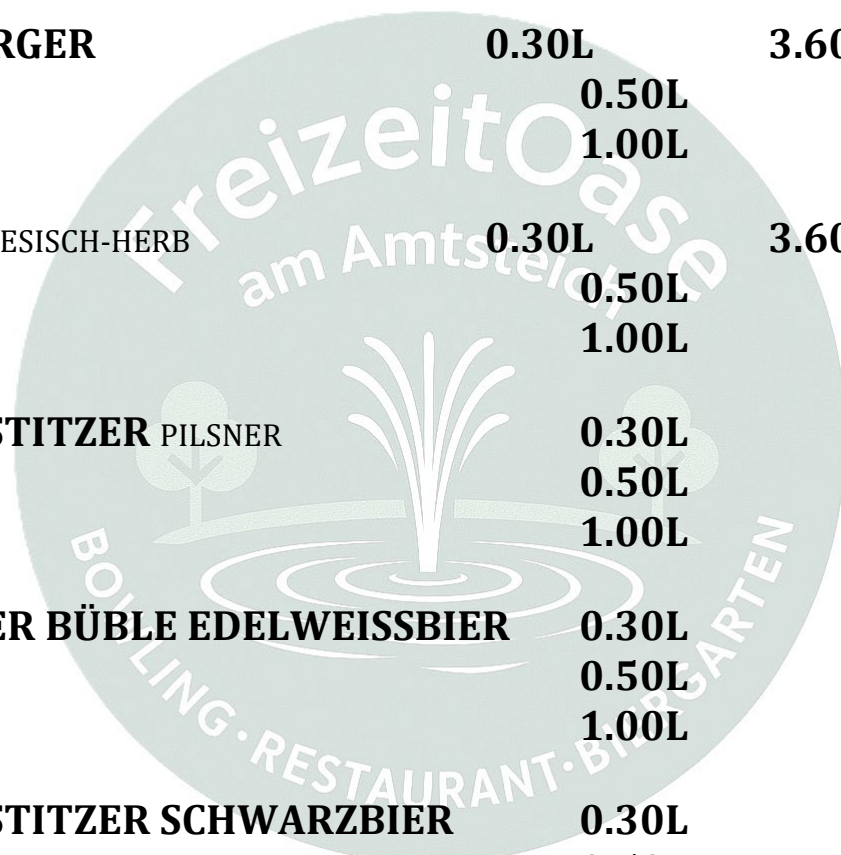 RGER 0.30L 3.60
0.50L
1.00L
ESISCH-HERB 0.30L 3.60
0.50L
1.00L
STITZER PILSNER 0.30L
0.50L
1.00L
ER BÜBLE EDELWEISSBIER 0.30L
0.50L
1.00L
STITZER SCHWARZBIER 0.30L
FreizeitOase
am Amtsteich
BOWLING · RESTAURANT · BIERGARTEN